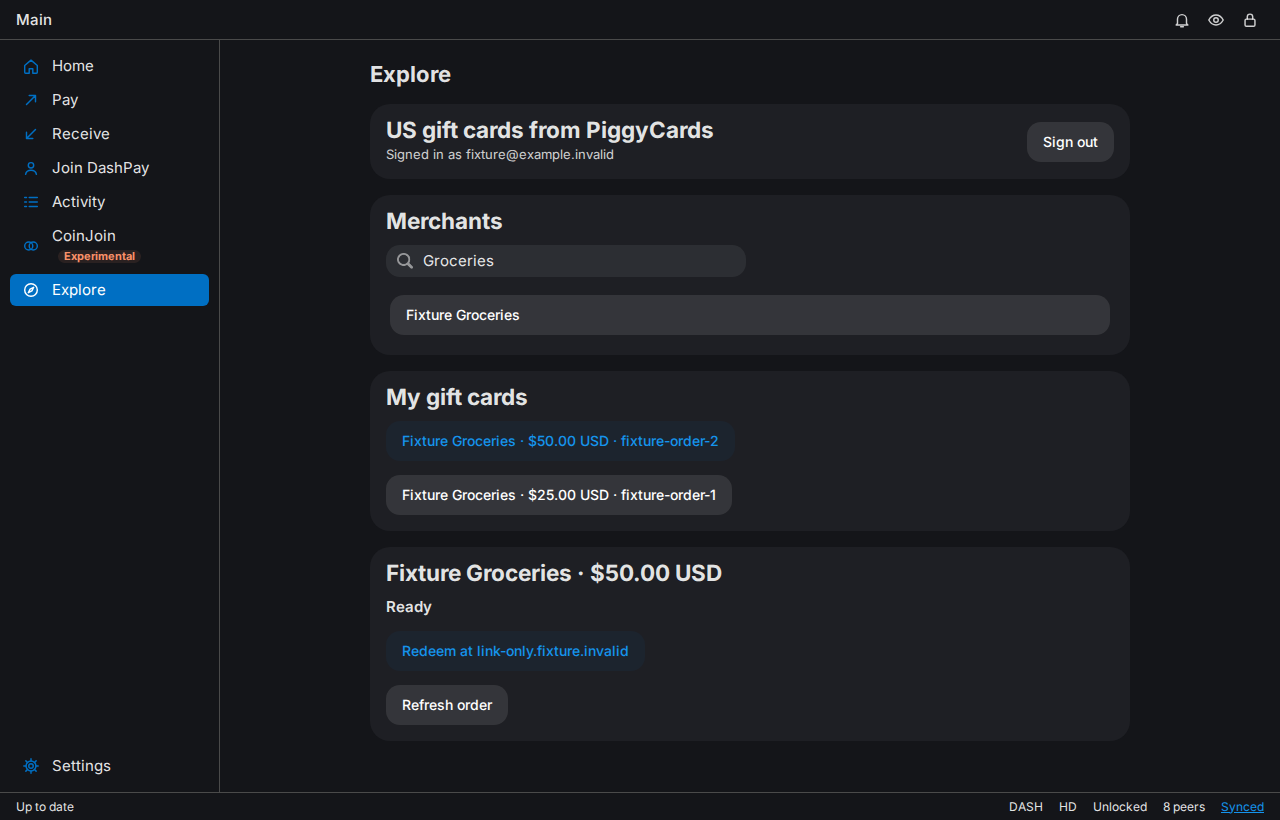 Main
Home
Pay
Receive
Join DashPay
Activity
CoinJoin
Experimental
Explore
Settings
Explore
US gift cards from PiggyCards
Signed in as fixture@example.invalid
Sign out
Merchants
Groceries
Fixture Groceries
My gift cards
Fixture Groceries · $50.00 USD · fixture-order-2
Fixture Groceries · $25.00 USD · fixture-order-1
Fixture Groceries · $50.00 USD
Ready
Redeem at link-only.fixture.invalid
Refresh order
Up to date
DASH HD Unlocked 8 peers Synced